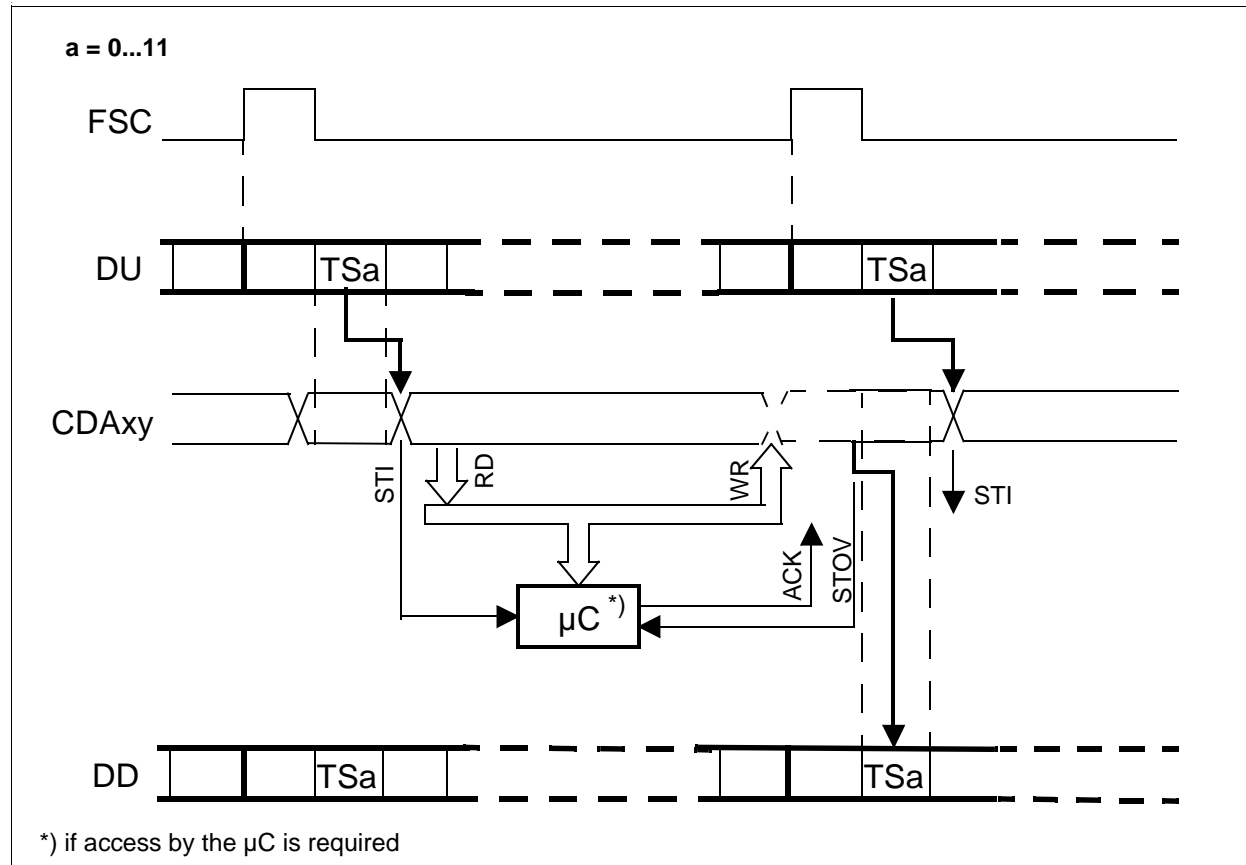 a = 0...11
FSC
DU
TSa
TSa
CDAxy
STI
RD
WR
STI
ACK
STOV
µC *)
DD
TSa
TSa
*) if access by the µC is required